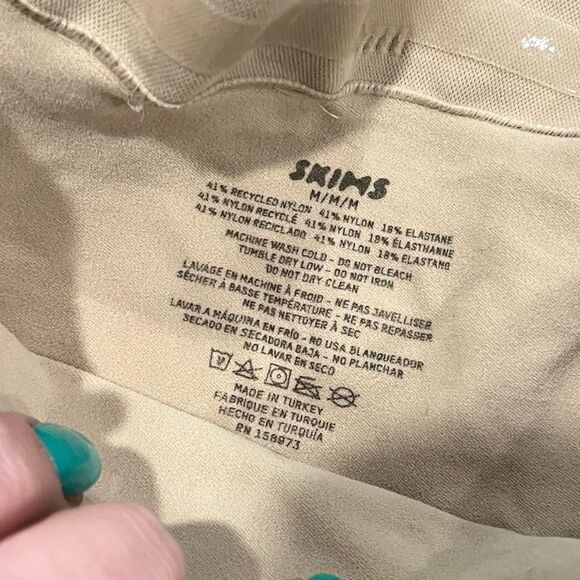 SKIMS
M/M/M
41% RECYCLED NYLON 41% NYLON 18% ELASTANE
41% NYLON RECYCLÉ 41% NYLON 18% ÉLASTHANNE
41% NYLON RECICLADO 41% NYLON 18% ELASTANO
MACHINE WASH COLD - DO NOT BLEACH
TUMBLE DRY LOW - DO NOT IRON
DO NOT DRY CLEAN
LAVAGE EN MACHINE À FROID - NE PAS JAVELLISER
SÉCHER À BASSE TEMPÉRATURE - NE PAS REPASSER
NE PAS NETTOYER À SEC
LAVAR A MÁQUINA EN FRÍO - NO USA BLANQUEADOR
SECADO EN SECADORA BAJA - NO PLANCHAR
NO LAVAR EN SECO
MADE IN TURKEY
FABRIQUE EN TURQUIE
HECHO EN TURQUÍA
RN 158973